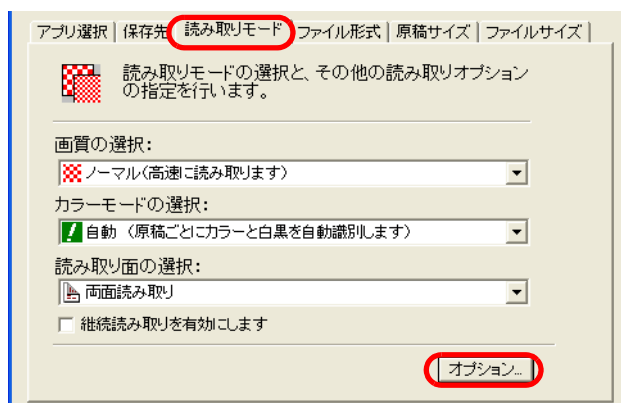 アプリ選択 保存先 読み取りモード ファイル形式 原稿サイズ ファイルサイズ
読み取りモードの選択と、その他の読み取りオプション
の指定を行います。
画質の選択:
ノーマル(高速に読み取ります)
カラーモードの選択:
自動 (原稿ごとにカラーと白黒を自動識別します)
読み取り面の選択:
両面読み取り
継続読み取りを有効にします
オプション...